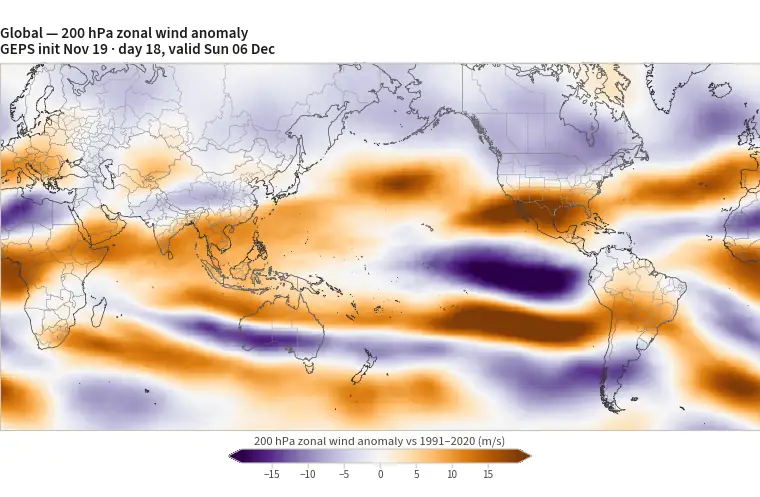 Global — 200 hPa zonal wind anomaly
GEPS init Nov 19 · day 18, valid Sun 06 Dec
200 hPa zonal wind anomaly vs 1991–2020 (m/s)
−15 −10 −5 0 5 10 15